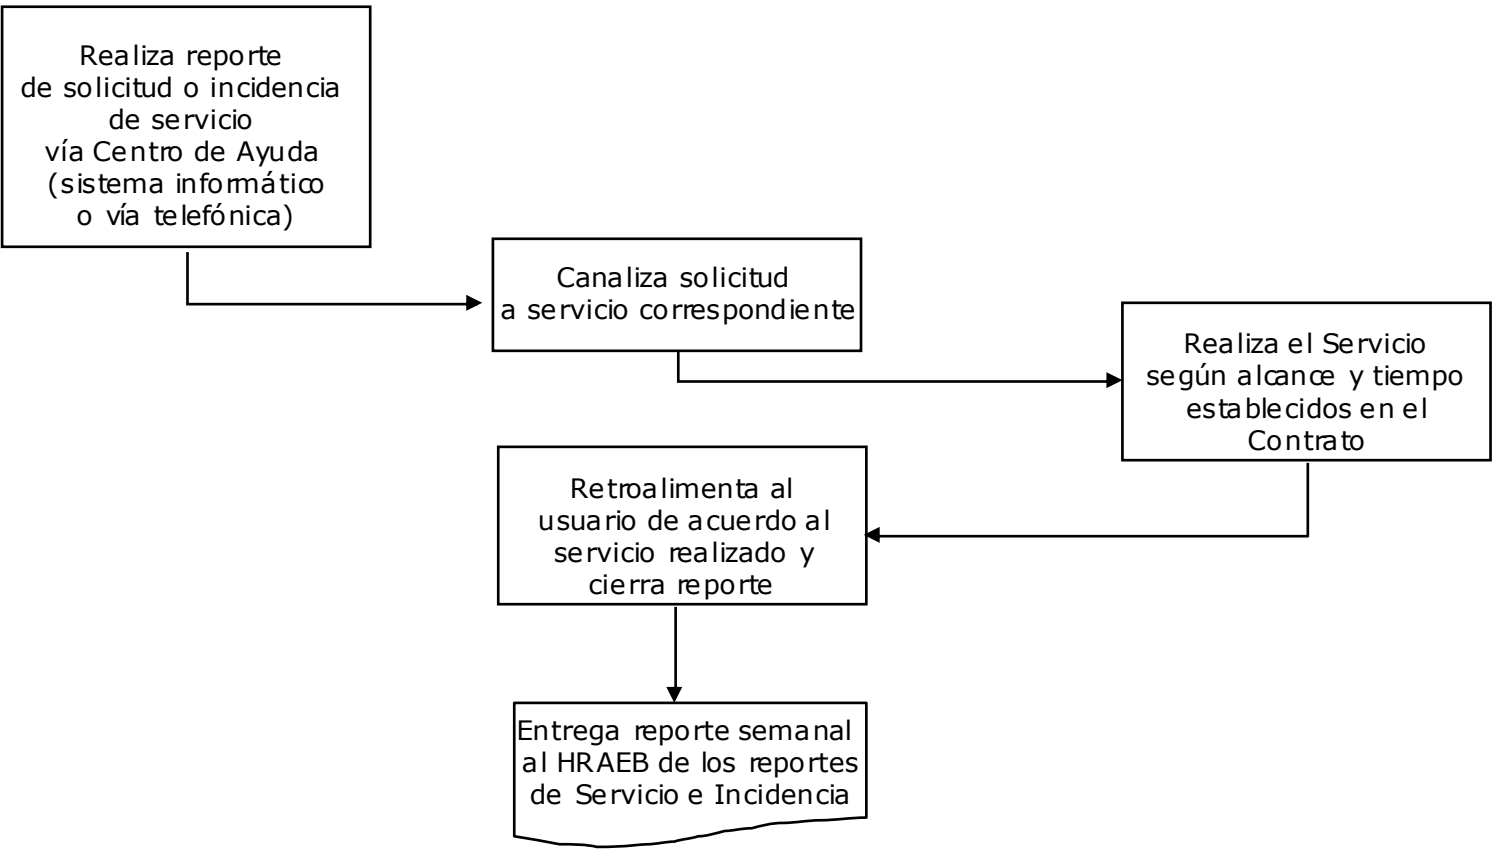 Realiza reporte
de solicitud o incidencia
de servicio
vía Centro de Ayuda
(sistema informático
o vía telefónica)
Canaliza solicitud
a servicio correspondiente
Realiza el Servicio
según alcance y tiempo
establecidos en el
Contrato
Retroalimenta al
usuario de acuerdo al
servicio realizado y
cierra reporte
Entrega reporte semanal
al HRAEB de los reportes
de Servicio e Incidencia